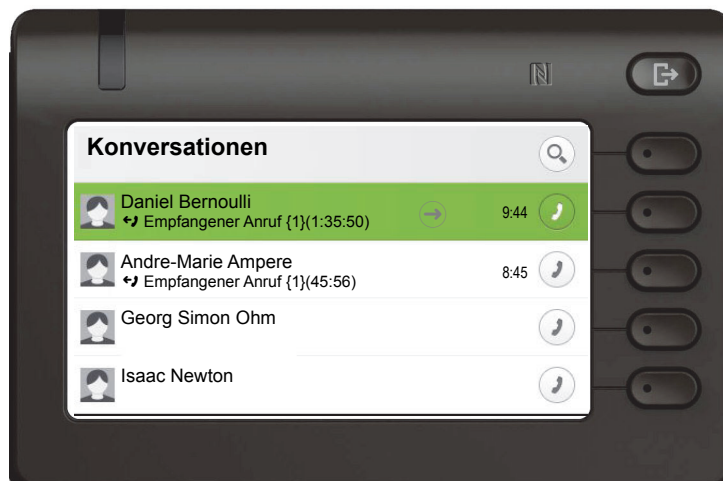 Konversationen
Daniel Bernoulli
Empfangener Anruf {1}(1:35:50)
9:44
Andre-Marie Ampere
Empfangener Anruf {1}(45:56)
8:45
Georg Simon Ohm
Isaac Newton